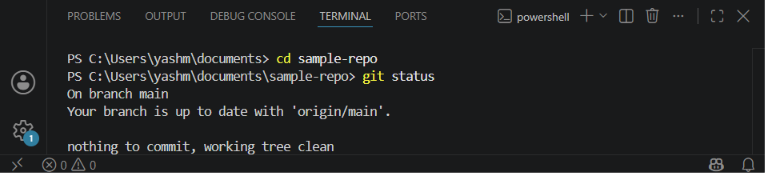 PROBLEMS OUTPUT DEBUG CONSOLE TERMINAL PORTS powershell
PS C:\Users\yashm\documents> cd sample-repo
PS C:\Users\yashm\documents\sample-repo> git status
On branch main
Your branch is up to date with 'origin/main'.
nothing to commit, working tree clean
1
0 0